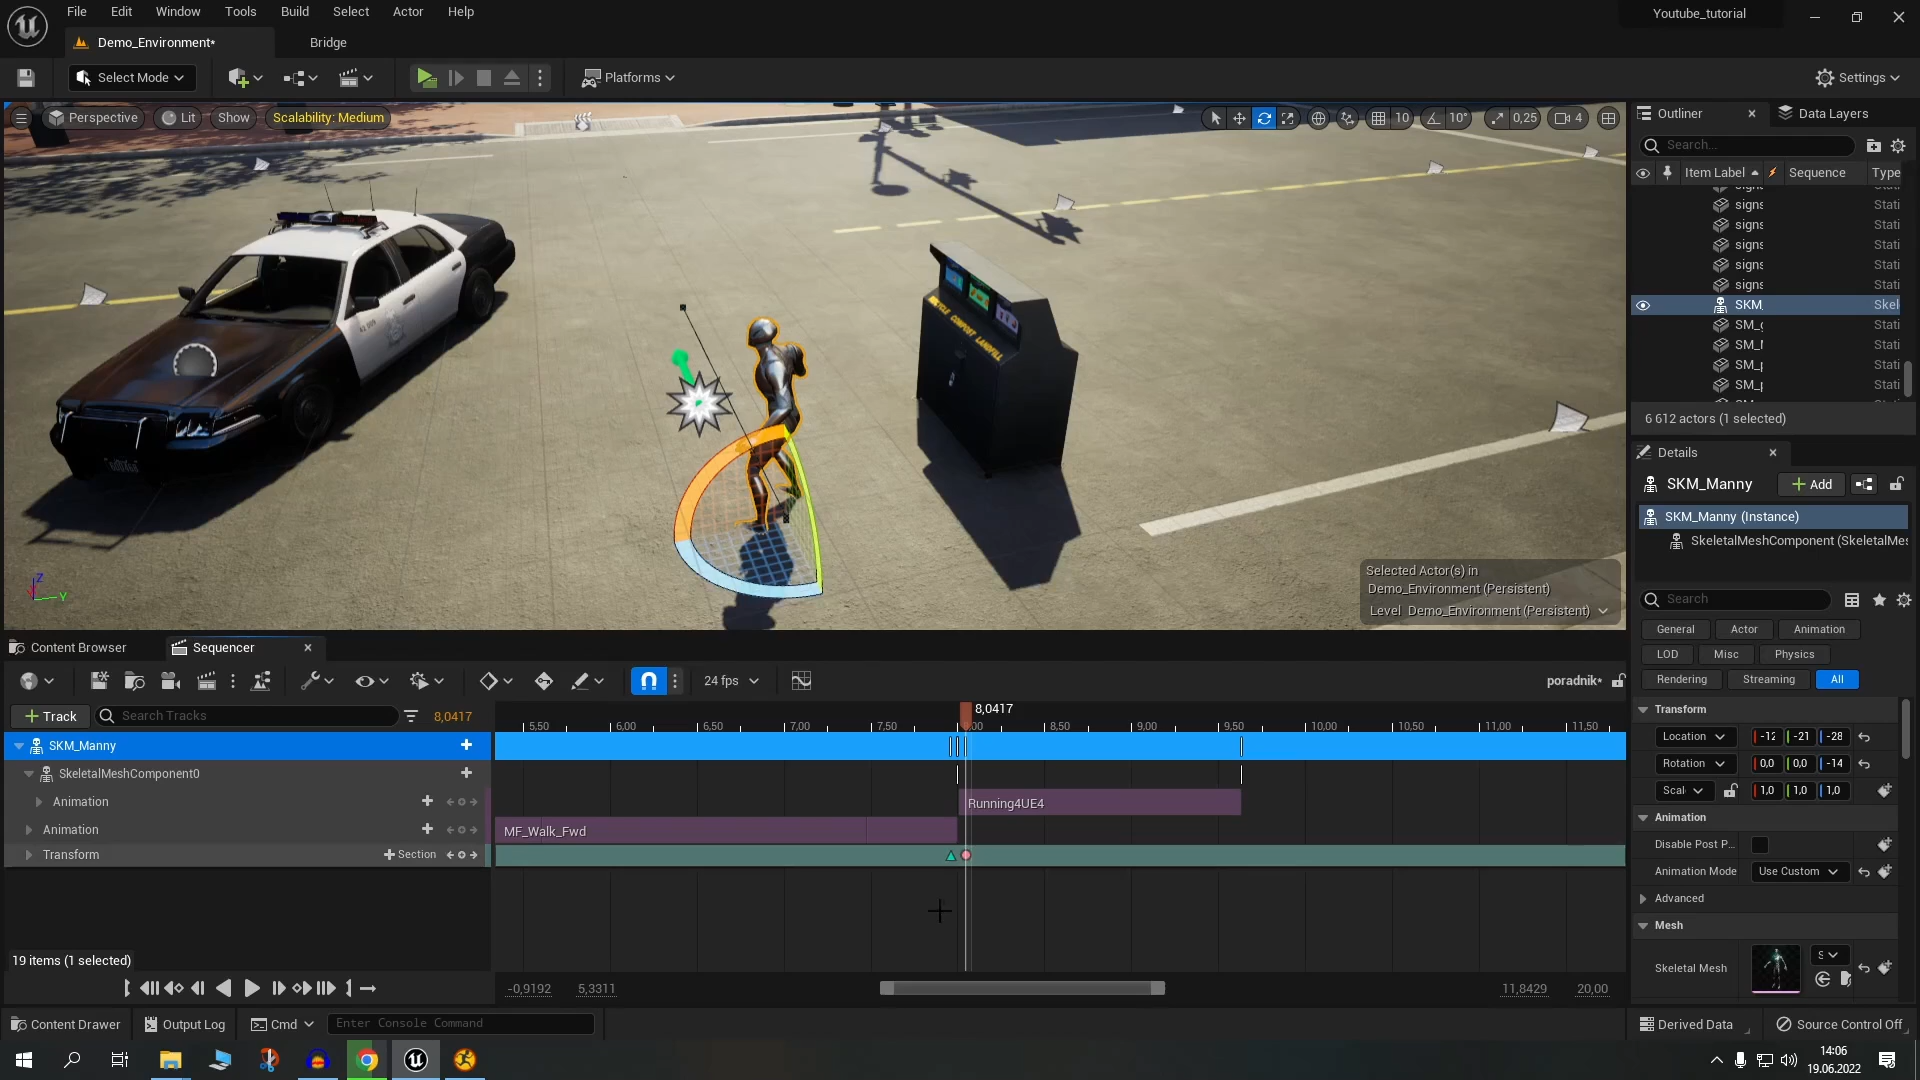 File Edit Window Tools Build Select Actor Help
Youtube_tutorial
Demo_Environment*
Bridge
Select Mode
Platforms
Settings
Perspective
Lit
Show
Scalability: Medium
10
10°
0,25
4
Outliner
Data Layers
Search...
Item Label
Sequence
Type
signs
Stati
signs
Stati
signs
Stati
signs
Stati
signs
Stati
SKM_
Skel
Stati
Stati
SM_p
Stati
SM_p
Stati
6 612 actors (1 selected)
Details
SKM_Manny
Add
SKM_Manny (Instance)
SkeletalMeshComponent (SkeletalMes
Search
General
Actor
Animation
LOD
Misc
Physics
Rendering
Streaming
All
Transform
Location
-12
-21
-28
Rotation
0,0
0,0
-14
Scal
1,0
1,0
1,0
Animation
Disable Post P...
Animation Mode
Use Custom
Advanced
Mesh
Skeletal Mesh
RECYCLE COMPOST LANDFILL
Selected Actor(s) in
Demo_Environment (Persistent)
Level Demo_Environment (Persistent)
Content Browser
Sequencer
24 fps
poradnik*
Track
Search Tracks
8,0417
8,0417
5,50 6,00 6,50 7,00 7,50 8,50 9,00 9,50 10,00 10,50 11,00 11,50
SKM_Manny
SkeletalMeshComponent0
Animation
Running4UE4
Animation
MF_Walk_Fwd
Transform
Section
19 items (1 selected)
-0,9192
5,3311
11,8429
20,00
Content Drawer
Output Log
Cmd
Enter Console Command
Derived Data
Source Control Off
14:06
19.06.2022
Z
Y